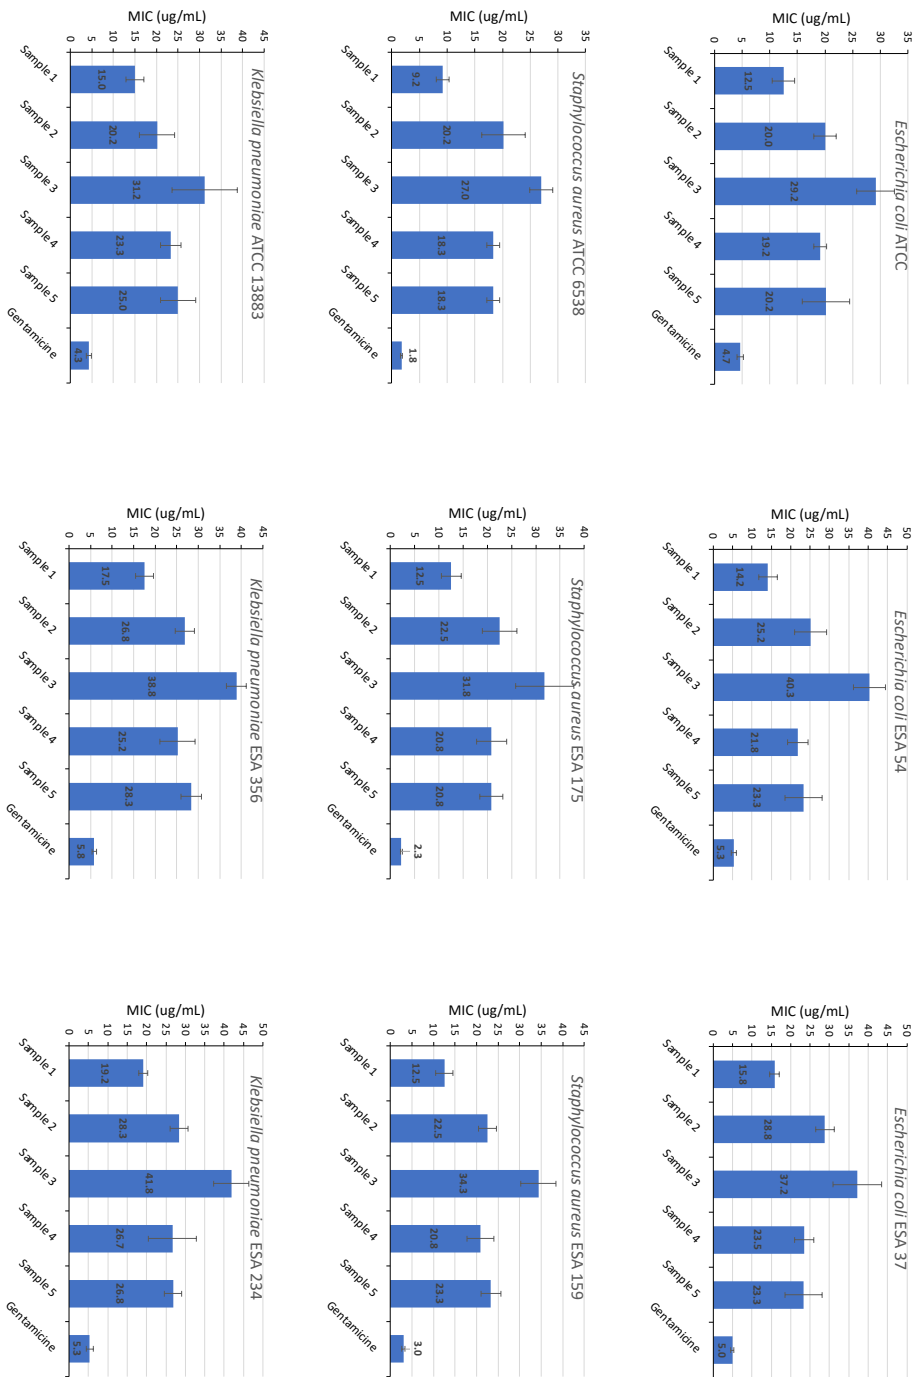 Escherichia coli ATCC
MIC (ug/mL)
35
30
25
20
15
10
5
0
12.5
20.0
29.2
19.2
20.2
4.7
Sample 1
Sample 2
Sample 3
Sample 4
Sample 5
Gentamicine
Escherichia coli ESA 54
MIC (ug/mL)
50
45
40
35
30
25
20
15
10
5
0
14.2
25.2
40.3
21.8
23.3
5.3
Sample 1
Sample 2
Sample 3
Sample 4
Sample 5
Gentamicine
Escherichia coli ESA 37
MIC (ug/mL)
50
45
40
35
30
25
20
15
10
5
0
15.8
28.8
37.2
23.5
23.3
5.0
Sample 1
Sample 2
Sample 3
Sample 4
Sample 5
Gentamicine
Staphylococcus aureus ATCC 6538
MIC (ug/mL)
35
30
25
20
15
10
5
0
9.2
20.2
27.0
18.3
18.3
1.8
Sample 1
Sample 2
Sample 3
Sample 4
Sample 5
Gentamicine
Staphylococcus aureus ESA 175
MIC (ug/mL)
40
35
30
25
20
15
10
5
0
12.5
22.5
31.8
20.8
20.8
2.3
Sample 1
Sample 2
Sample 3
Sample 4
Sample 5
Gentamicine
Staphylococcus aureus ESA 159
MIC (ug/mL)
45
40
35
30
25
20
15
10
5
0
12.5
22.5
34.3
20.8
23.3
3.0
Sample 1
Sample 2
Sample 3
Sample 4
Sample 5
Gentamicine
Klebsiella pneumoniae ATCC 13883
MIC (ug/mL)
45
40
35
30
25
20
15
10
5
0
15.0
20.2
31.2
23.3
25.0
4.3
Sample 1
Sample 2
Sample 3
Sample 4
Sample 5
Gentamicine
Klebsiella pneumoniae ESA 356
MIC (ug/mL)
45
40
35
30
25
20
15
10
5
0
17.5
26.8
38.8
25.2
28.3
5.8
Sample 1
Sample 2
Sample 3
Sample 4
Sample 5
Gentamicine
Klebsiella pneumoniae ESA 234
MIC (ug/mL)
50
45
40
35
30
25
20
15
10
5
0
19.2
28.3
41.8
26.7
26.8
5.3
Sample 1
Sample 2
Sample 3
Sample 4
Sample 5
Gentamicine